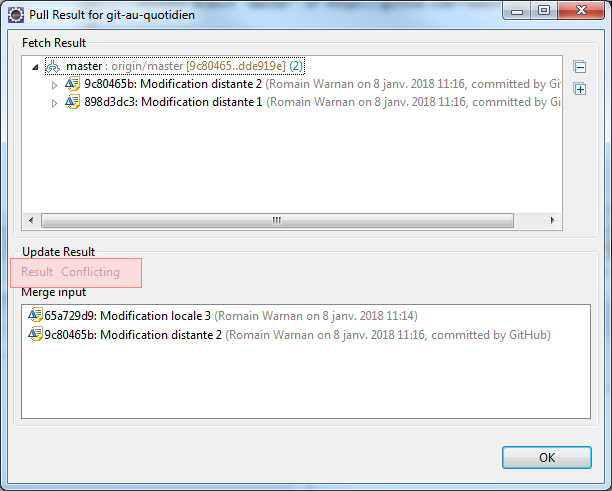 Pull Result for git-au-quotidien
Fetch Result
master : origin/master [9c80465..dde919e] (2)
9c80465b: Modification distante 2 (Romain Warnan on 8 janv. 2018 11:16, committed by Gi
898d3dc3: Modification distante 1 (Romain Warnan on 8 janv. 2018 11:16, committed by Gi
Update Result
Result Conflicting
Merge input
65a729d9: Modification locale 3 (Romain Warnan on 8 janv. 2018 11:14)
9c80465b: Modification distante 2 (Romain Warnan on 8 janv. 2018 11:16, committed by GitHub)
OK